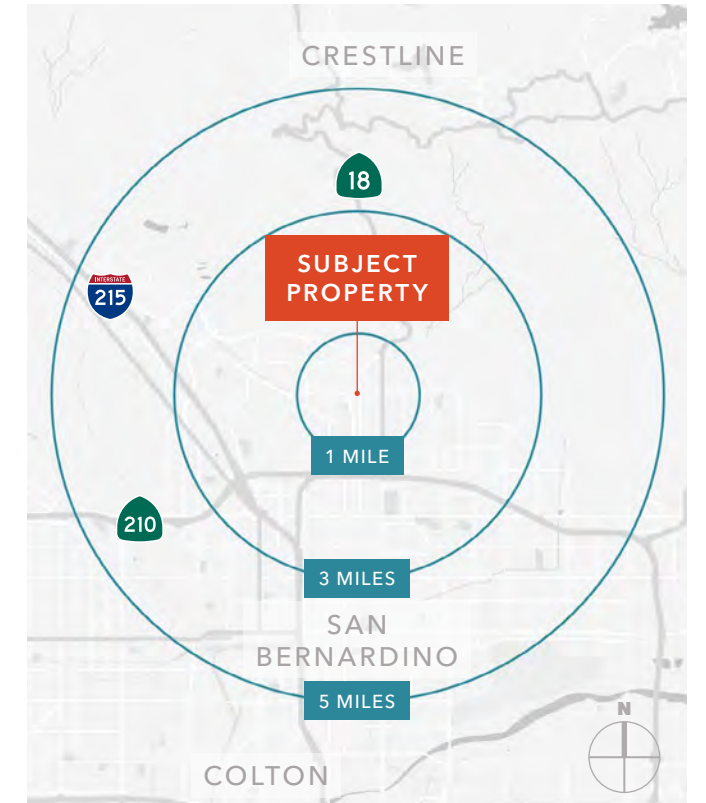 CRESTLINE
18
SUBJECT
PROPERTY
INTERSTATE
215
1 MILE
210
3 MILES
SAN
BERNARDINO
5 MILES
N
COLTON